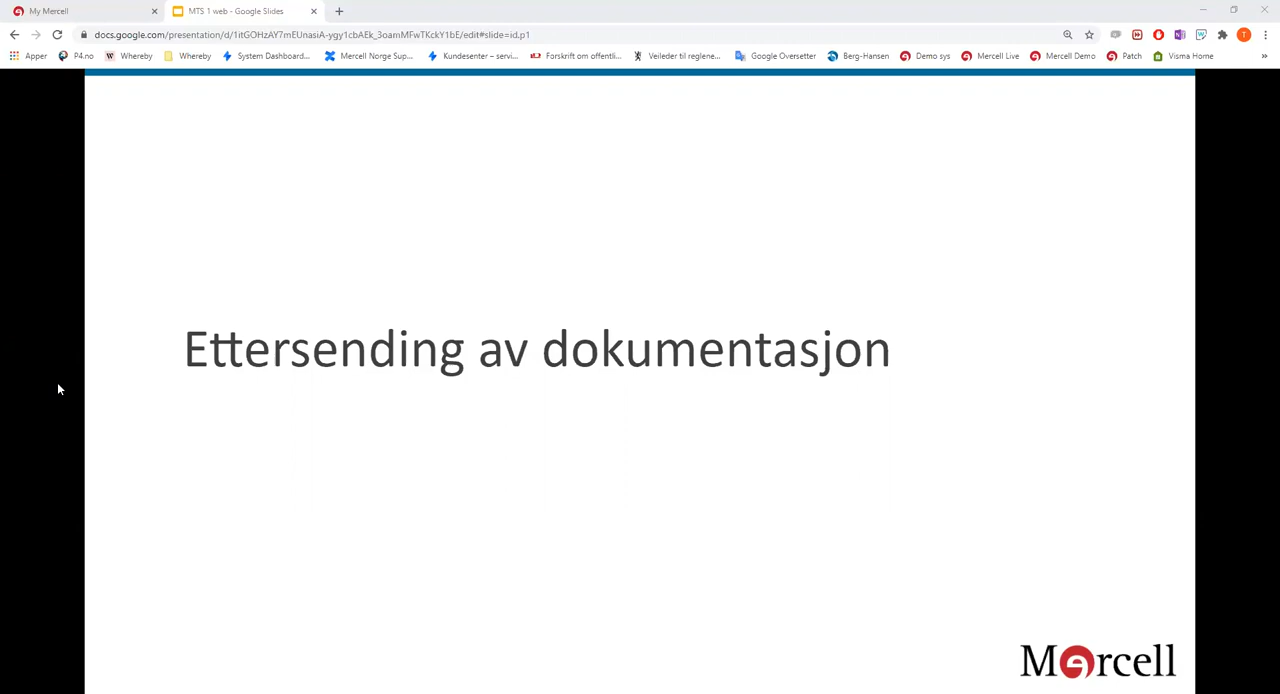 My Mercell
MTS 1 web - Google Slides
docs.google.com/presentation/d/1itGOHzAY7mEUnasiA-ygy1cbAEk_3oamMFwTKckY1bE/edit#slide=id.p1
T
Apper
P4.no
Whereby
Whereby
System Dashboard...
Mercell Norge Sup...
Kundesenter – servi...
Forskrift om offentli...
Veileder til reglene...
Google Oversetter
Berg-Hansen
Demo sys
Mercell Live
Mercell Demo
Patch
Visma Home
Ettersending av dokumentasjon
Mercell